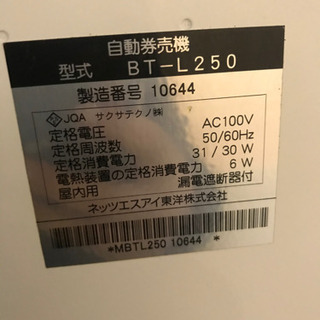 自動券売機
型式 BT-L250
製造番号 10644
JQA サクサテクノ㈱
定格電圧 AC100V
定格周波数 50/60Hz
定格消費電力 31/30W
電熱装置の定格消費電力 6W
屋内用 漏電遮断器付
ネッツエスアイ東洋株式会社
*MBTL250 10644 *